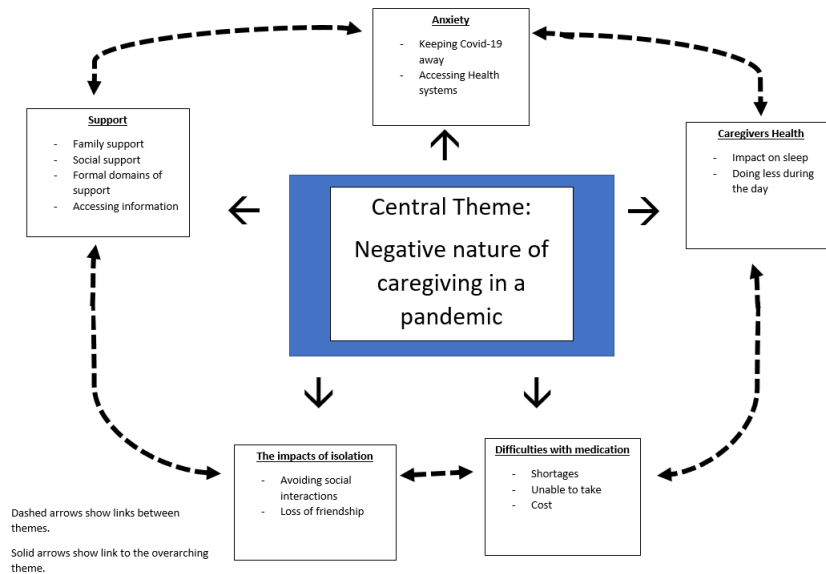 Anxiety
- Keeping Covid-19
away
- Accessing Health
systems
Support
- Family support
- Social support
- Formal domains of
support
- Accessing information
Caregivers Health
- Impact on sleep
- Doing less during
the day
Central Theme:
Negative nature of
caregiving in a
pandemic
The impacts of isolation
- Avoiding social
interactions
- Loss of friendship
Difficulties with medication
- Shortages
- Unable to take
- Cost
Dashed arrows show links between
themes.
Solid arrows show link to the overarching
theme.